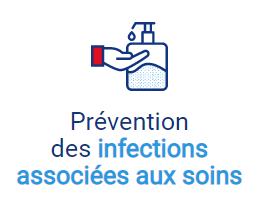 Prévention
des infections
associées aux soins